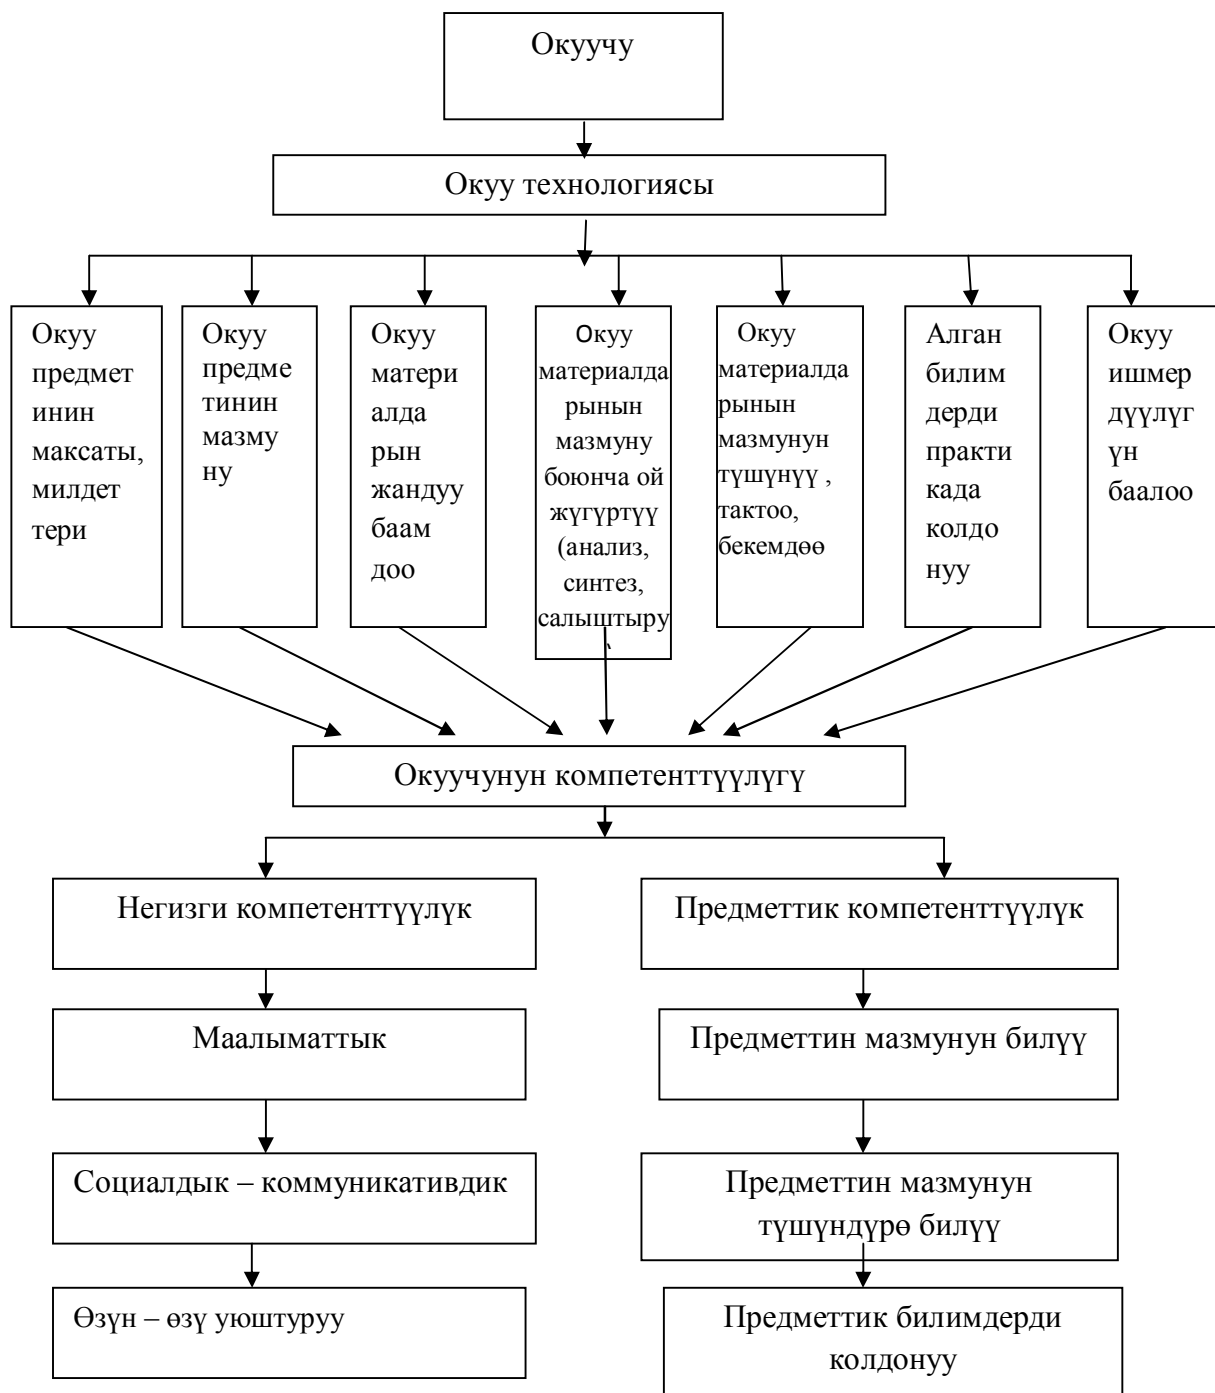 Окуучу
Окуу технологиясы
Окуу
предмет
инин
максаты,
милдет
тери
Окуу
предме
тинин
мазму
ну
Окуу
матери
алда
рын
жандуу
баам
доо
Окуу
материалда
рынын
мазмуну
боюнча ой
жүгүртүү
(анализ,
синтез,
салыштыру
Окуу
материалда
рынын
мазмунун
түшүнүү ,
тактоо,
бекемдөө
Алган
билим
дерди
практи
када
колдо
нуу
Окуу
ишмер
дүүлүг
үн
баалоо
Окуучунун компетенттүүлүгү
Негизги компетенттүүлүк
Предметтик компетенттүүлүк
Маалыматтык
Предметтин мазмунун билүү
Социалдык – коммуникативдик
Предметтин мазмунун
түшүндүрө билүү
Өзүн – өзү уюштуруу
Предметтик билимдерди
колдонуу